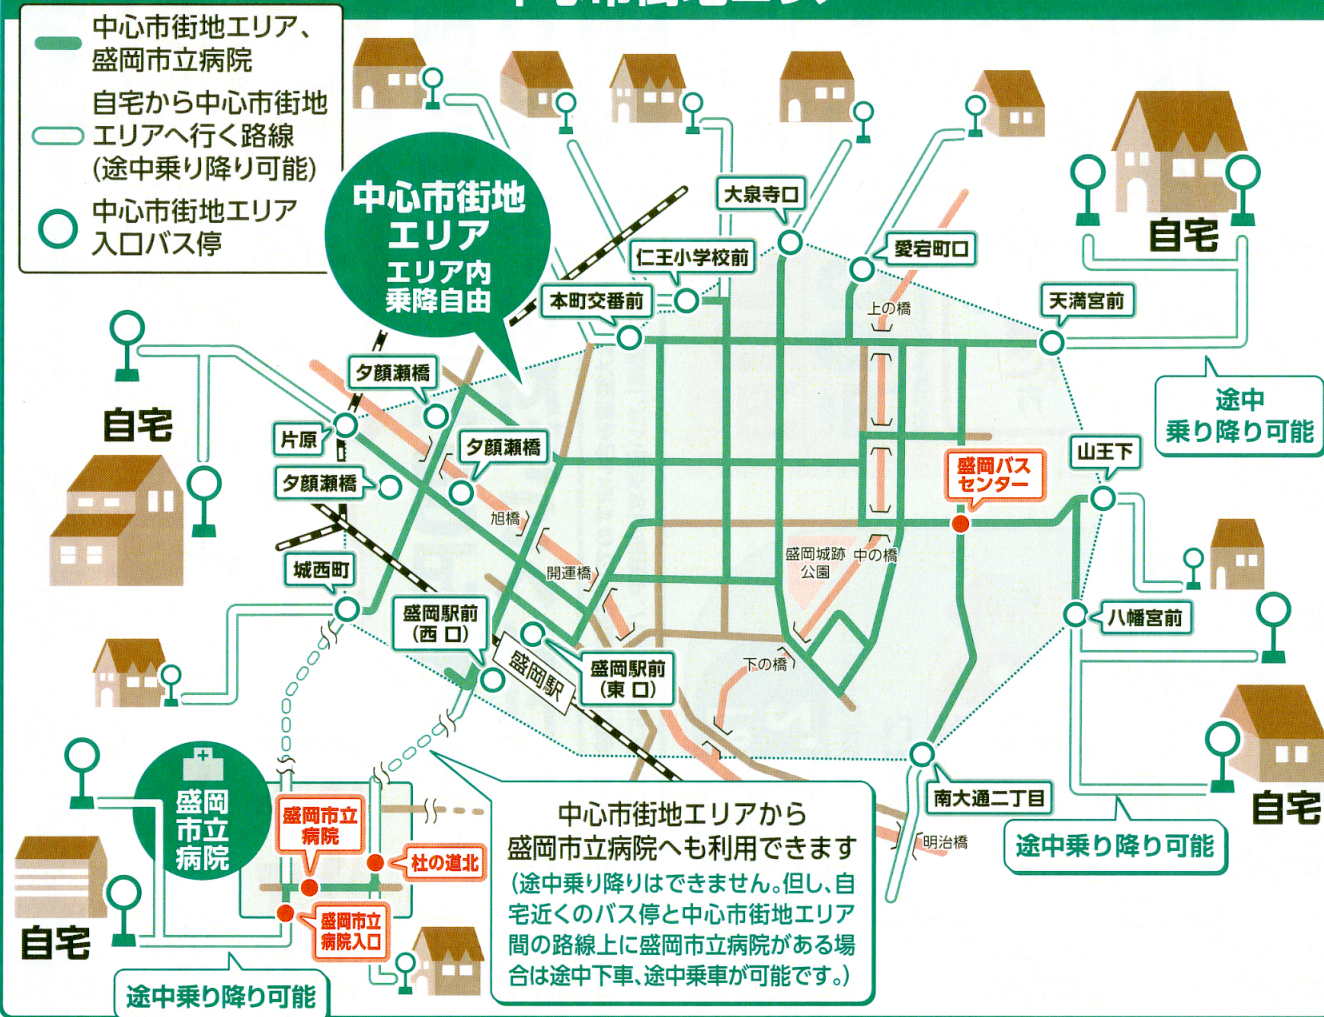 中心市街地エリア
中心市街地エリア、
盛岡市立病院
自宅から中心市街地
エリアへ行く路線
(途中乗り降り可能)
中心市街地エリア
入口バス停
中心市街地
エリア
エリア内
乗降自由
大泉寺口
仁王小学校前
本町交番前
愛宕町口
上の橋
天満宮前
自宅
途中
乗り降り可能
夕顔瀬橋
片原
夕顔瀬橋
夕顔瀬橋
自宅
旭橋
開運橋
盛岡バス
センター
山王下
盛岡城跡
公園
中の橋
城西町
盛岡駅前
(西 口)
盛岡駅
盛岡駅前
(東 口)
下の橋
八幡宮前
南大通二丁目
明治橋
自宅
途中乗り降り可能
盛岡
市立
病院
盛岡市立
病院
杜の道北
盛岡市立
病院入口
自宅
途中乗り降り可能
中心市街地エリアから
盛岡市立病院へも利用できます
(途中乗り降りはできません。但し、自
宅近くのバス停と中心市街地エリア
間の路線上に盛岡市立病院がある場
合は途中下車、途中乗車が可能です。)